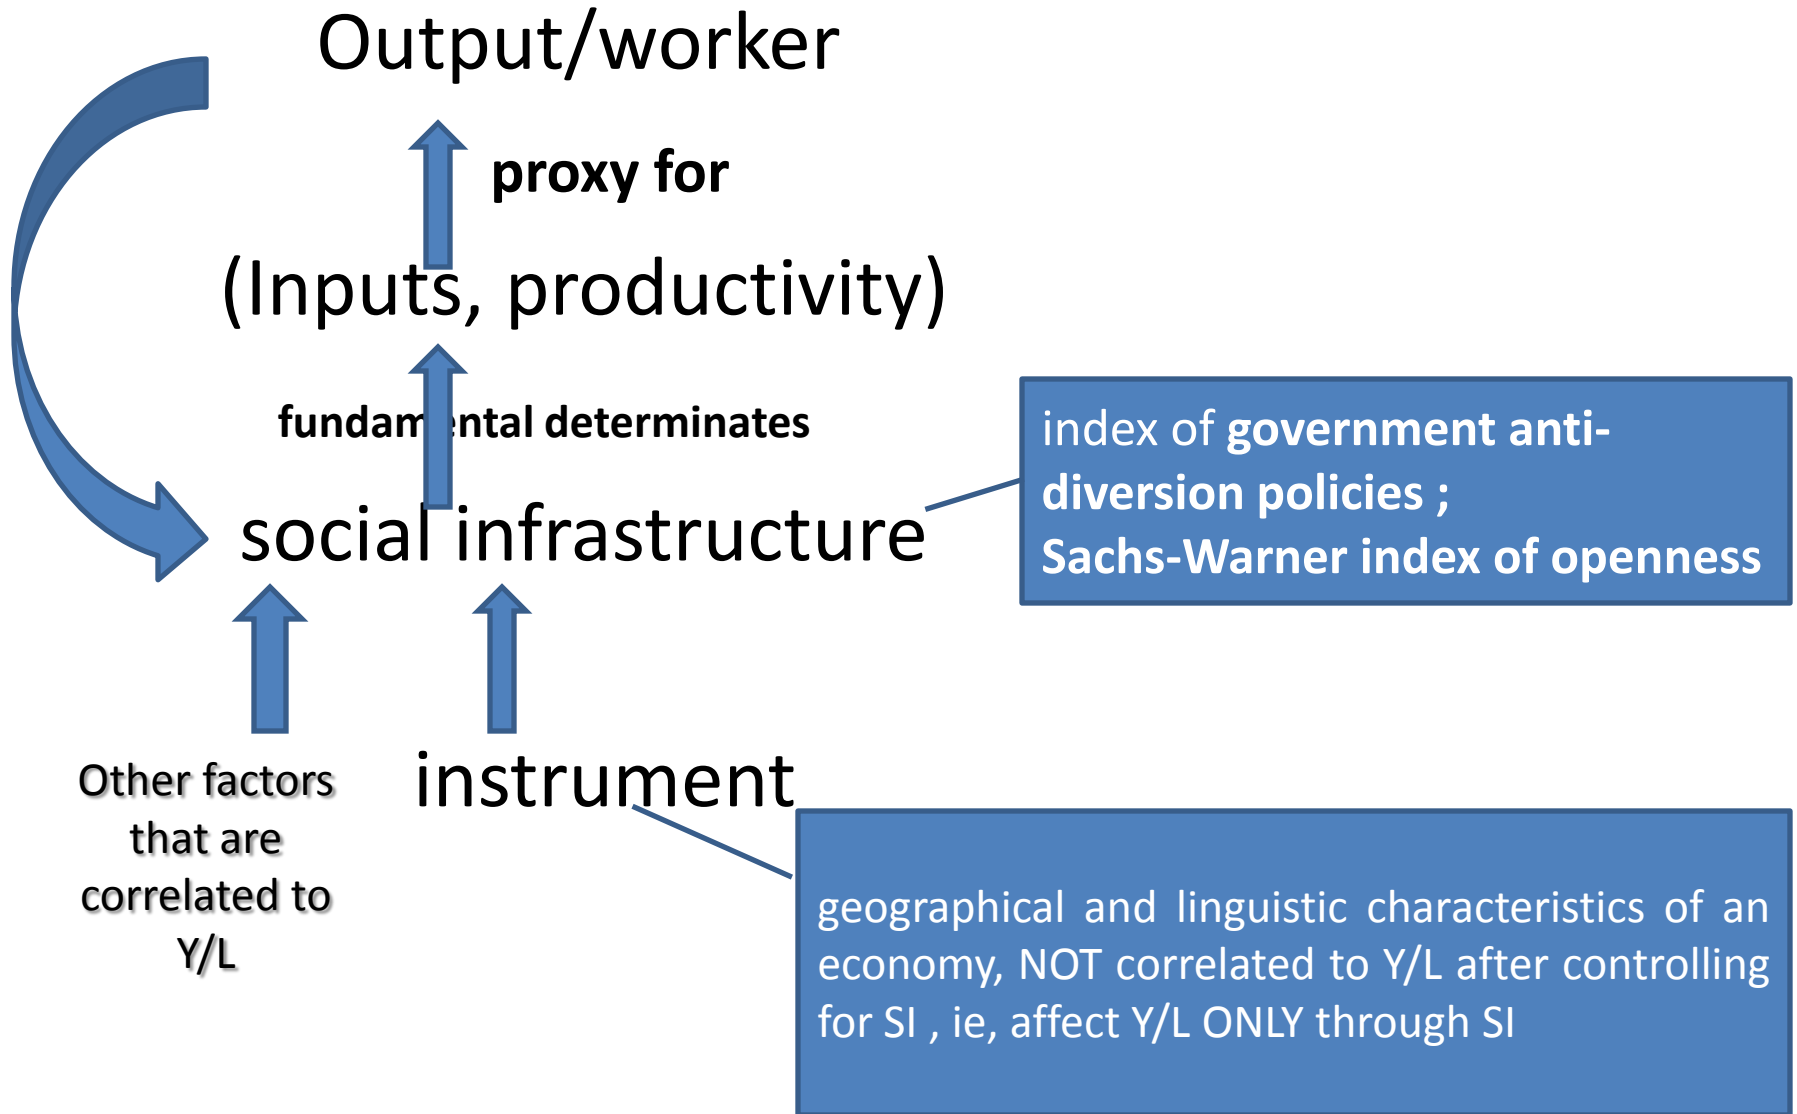 Output/worker
proxy for
(Inputs, productivity)
fundamental determinates
index of government anti-
diversion policies ;
Sachs-Warner index of openness
social infrastructure
Other factors
that are
correlated to
Y/L
instrument
geographical and linguistic characteristics of an
economy, NOT correlated to Y/L after controlling
for SI , ie, affect Y/L ONLY through SI